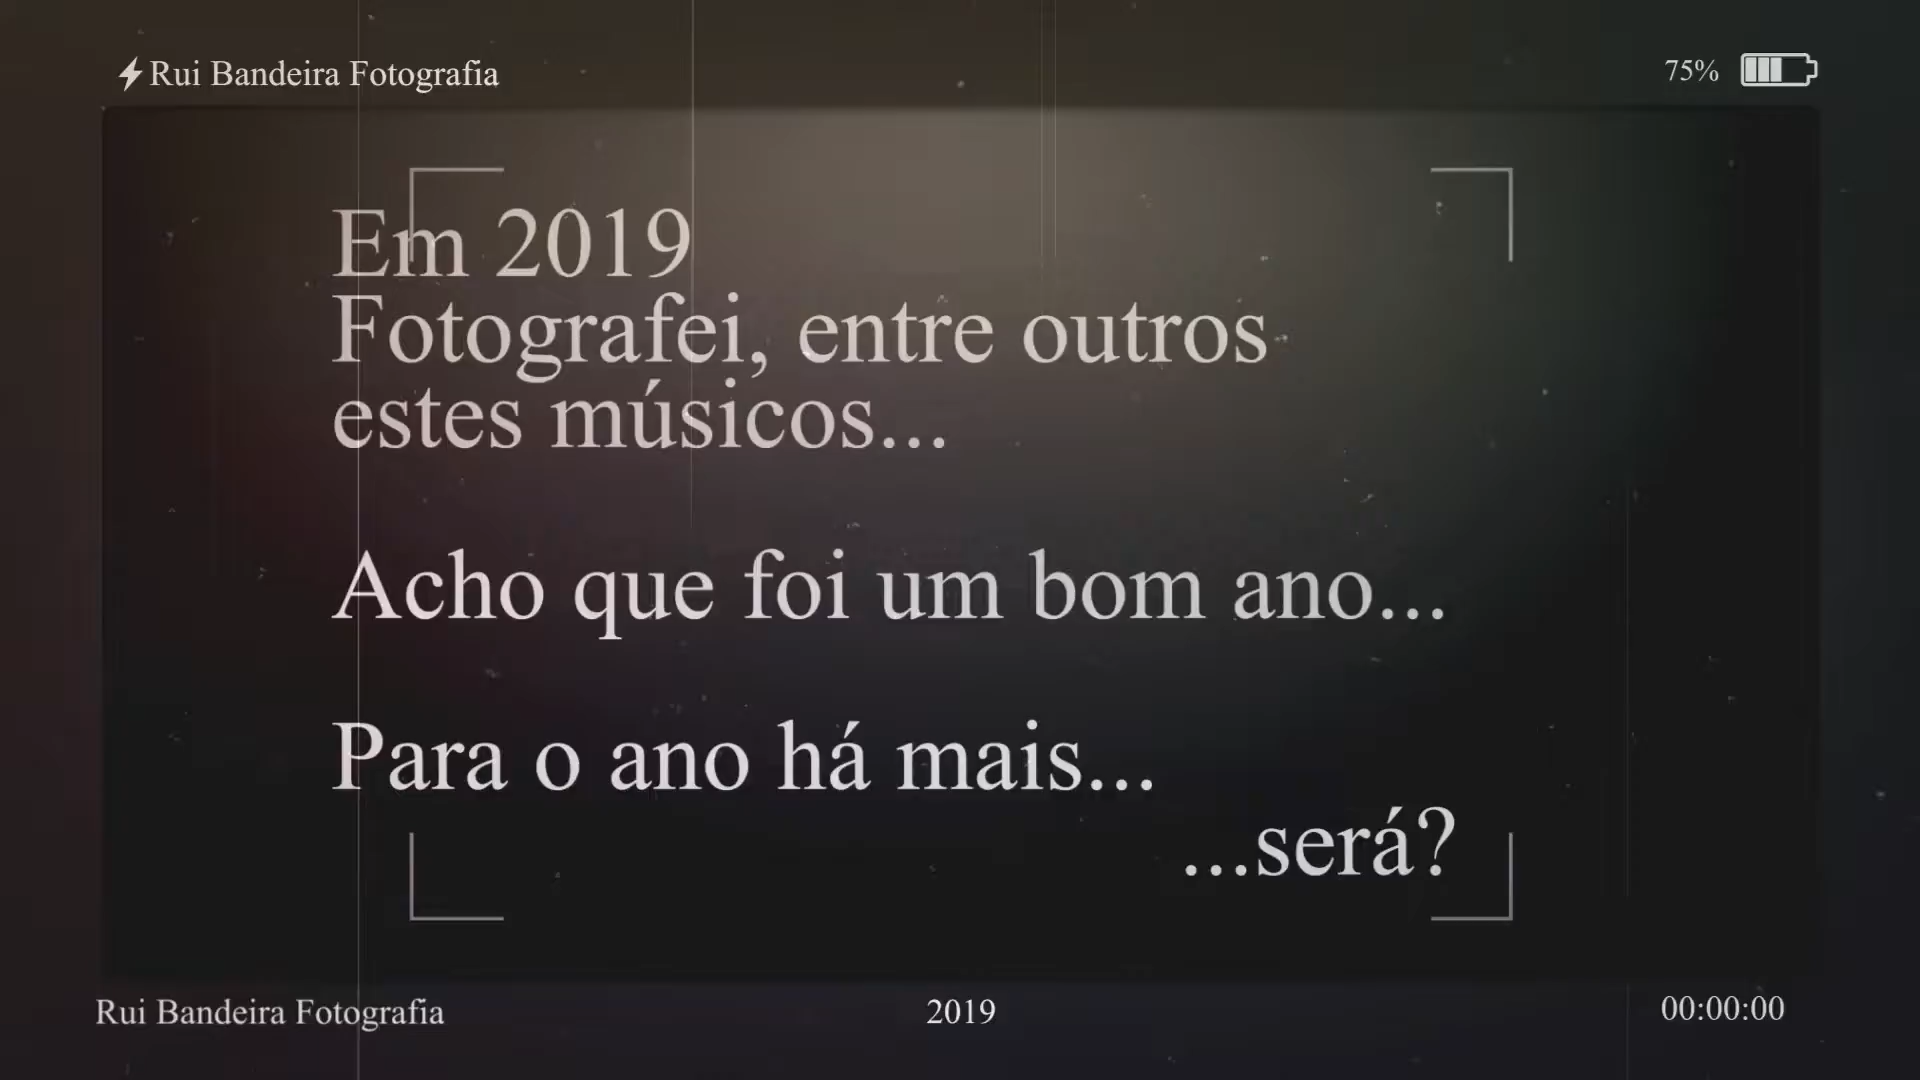 Rui Bandeira Fotografia
75%
Em 2019
Fotografei, entre outros
estes músicos...
Acho que foi um bom ano...
Para o ano há mais...
...será?
Rui Bandeira Fotografia
2019
00:00:00